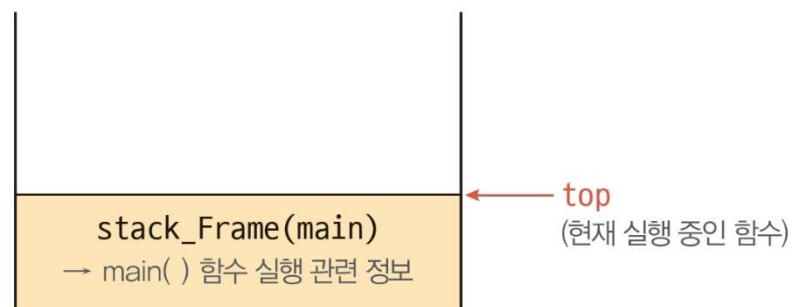 stack_Frame(main)
→ main( ) 함수 실행 관련 정보
top
(현재 실행 중인 함수)